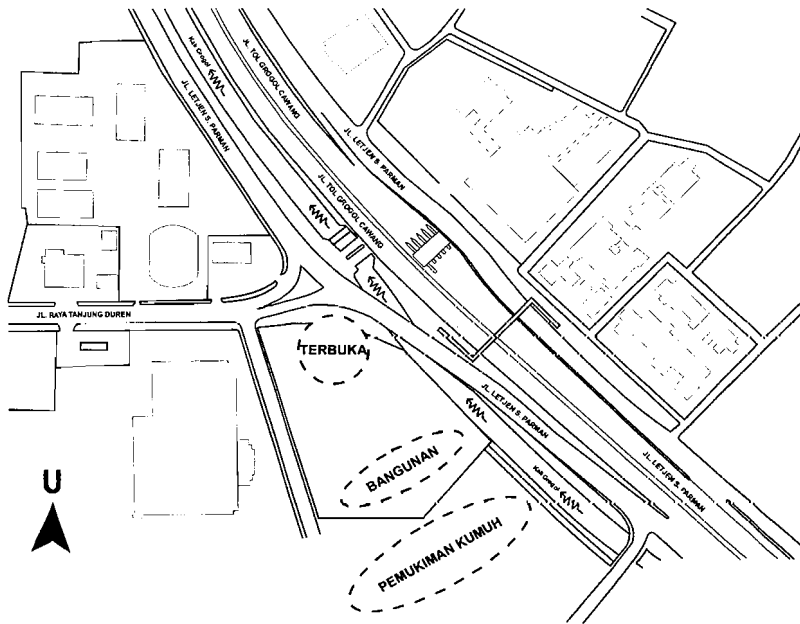 Kali Grogol
JL. TOL GROGOL CAWANG
JL. LETJEN S. PARMAN
JL. LETJEN S. PARMAN
JL. TOL GROGOL CAWANG
JL. RAYA TANJUNG DUREN
TERBUKA
JL. LETJEN S. PARMAN
BANGUNAN
JL. LETJEN S. PARMAN
Kali Grogol
U
PEMUKIMAN KUMUH